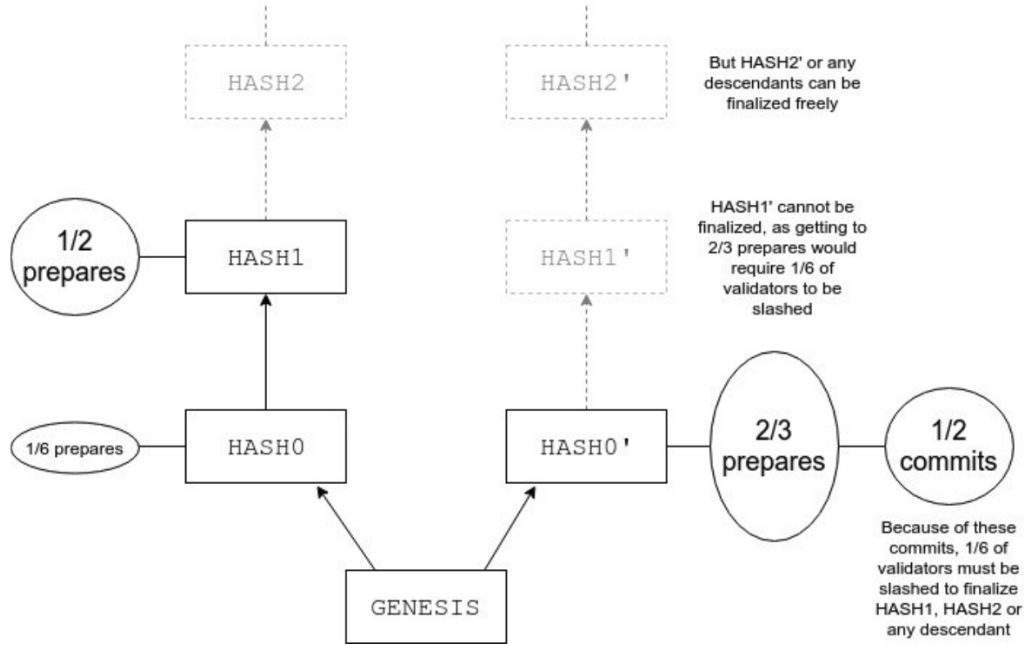 HASH2
HASH2'
But HASH2' or any
descendants can be
finalized freely
1/2
prepares
HASH1
HASH1'
HASH1' cannot be
finalized, as getting to
2/3 prepares would
require 1/6 of
validators to be
slashed
1/6 prepares
HASH0
HASH0'
2/3
prepares
1/2
commits
Because of these
commits, 1/6 of
validators must be
slashed to finalize
HASH1, HASH2 or
any descendant
GENESIS